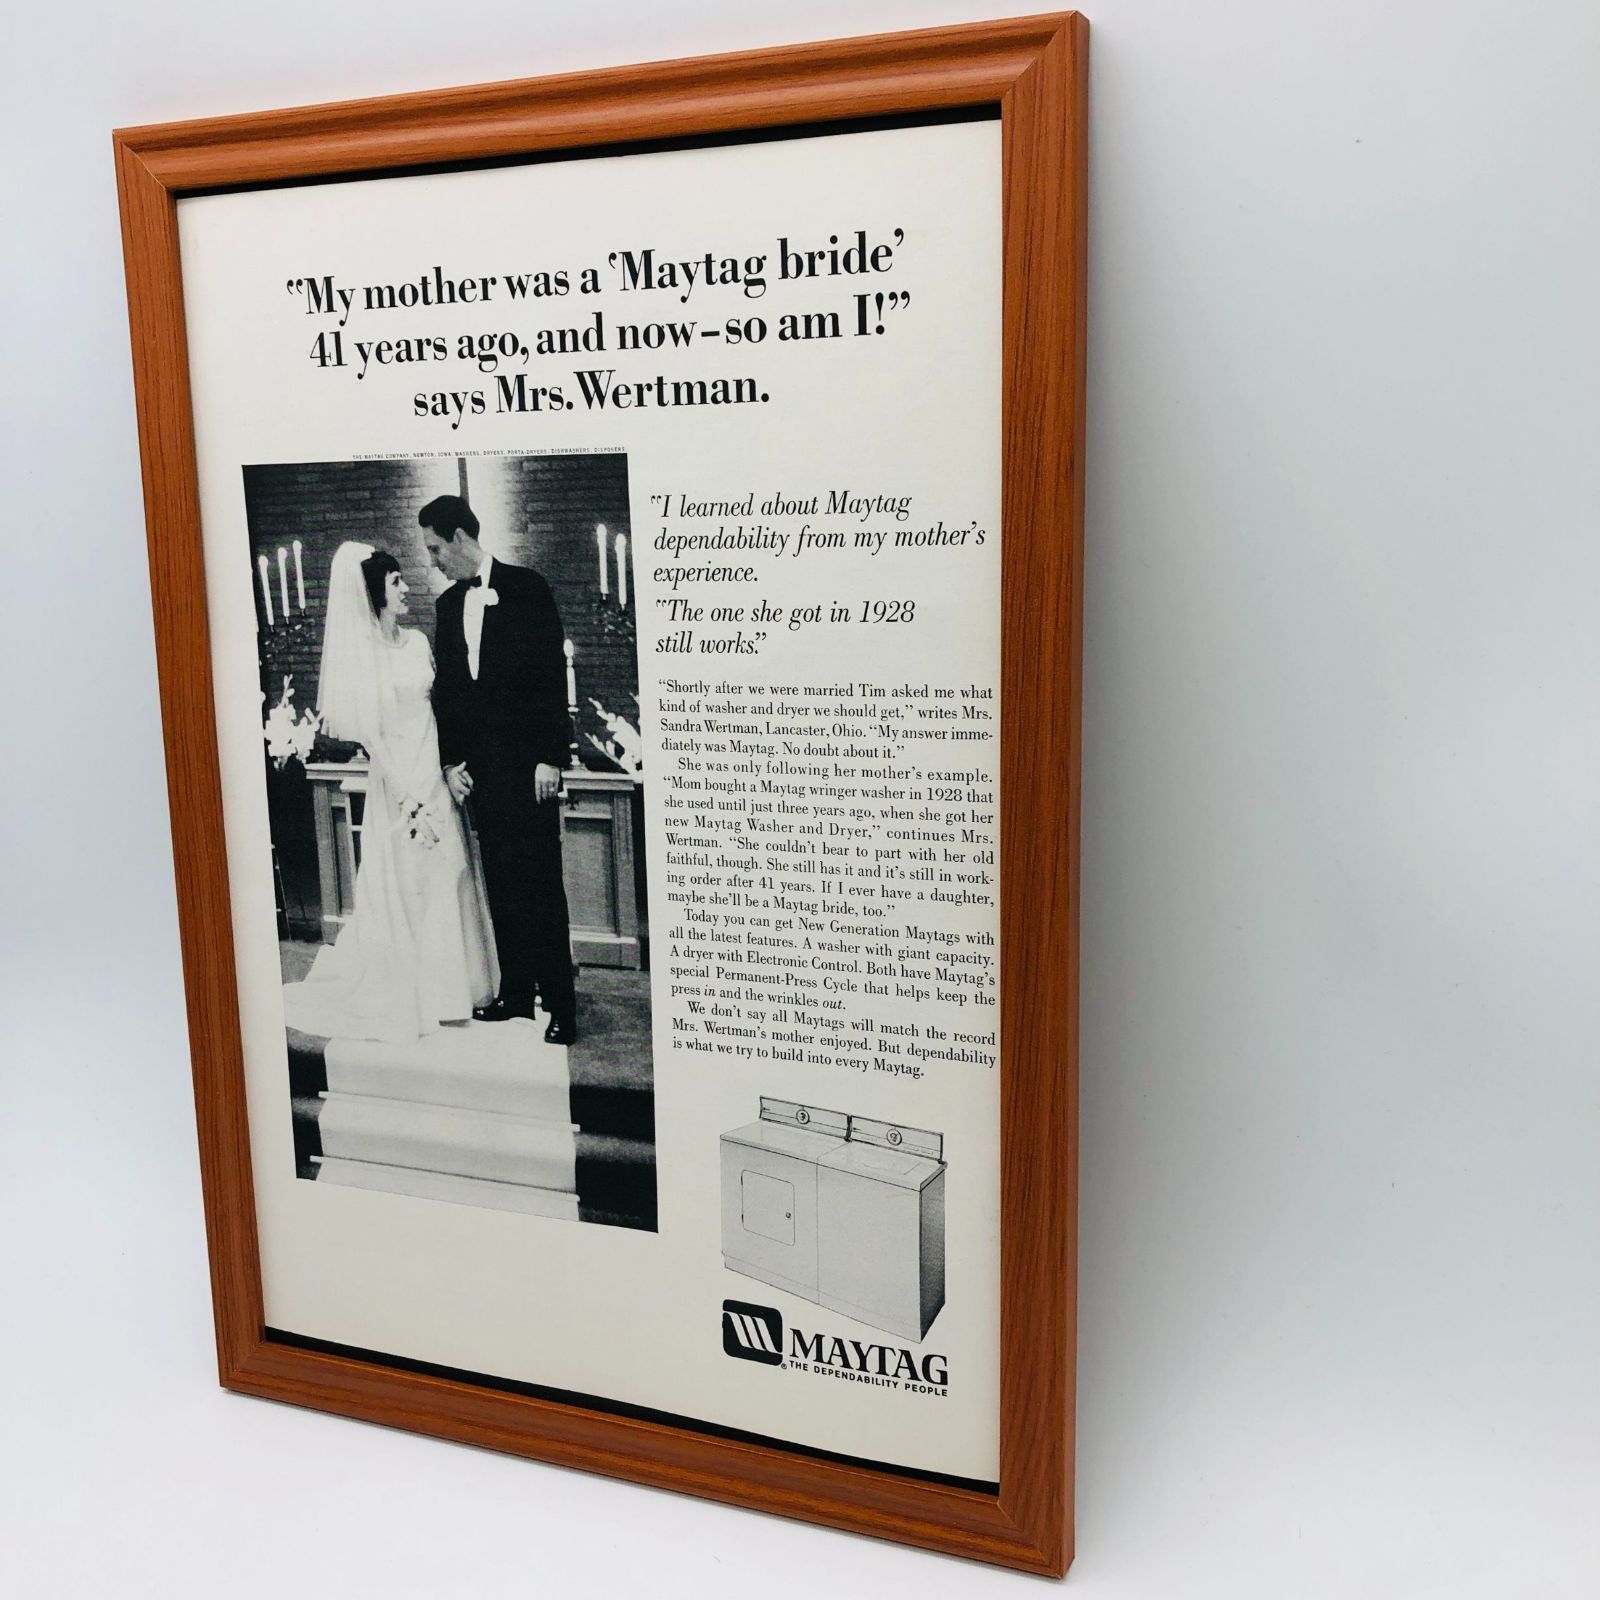 “My mother was a ‘Maytag bride’
41 years ago, and now–so am I!”
says Mrs. Wertman.
THE MAYTAG COMPANY, NEWTON, IOWA. WASHERS, DRYERS, PORTA-DRYERS, DISHWASHERS, DISPOSERS.
“I learned about Maytag
dependability from my mother’s
experience.
“The one she got in 1928
still works.”
“Shortly after we were married Tim asked me what
kind of washer and dryer we should get,” writes Mrs.
Sandra Wertman, Lancaster, Ohio. “My answer imme-
diately was Maytag. No doubt about it.”
She was only following her mother’s example.
“Mom bought a Maytag wringer washer in 1928 that
she used until just three years ago, when she got her
new Maytag Washer and Dryer,” continues Mrs.
Wertman. “She couldn’t bear to part with her old
faithful, though. She still has it and it’s still in work-
ing order after 41 years. If I ever have a daughter,
maybe she’ll be a Maytag bride, too.”
Today you can get New Generation Maytags with
all the latest features. A washer with giant capacity.
A dryer with Electronic Control. Both have Maytag’s
special Permanent-Press Cycle that helps keep the
press in and the wrinkles out.
We don’t say all Maytags will match the record
Mrs. Wertman’s mother enjoyed. But dependability
is what we try to build into every Maytag.
MAYTAG
® THE DEPENDABILITY PEOPLE